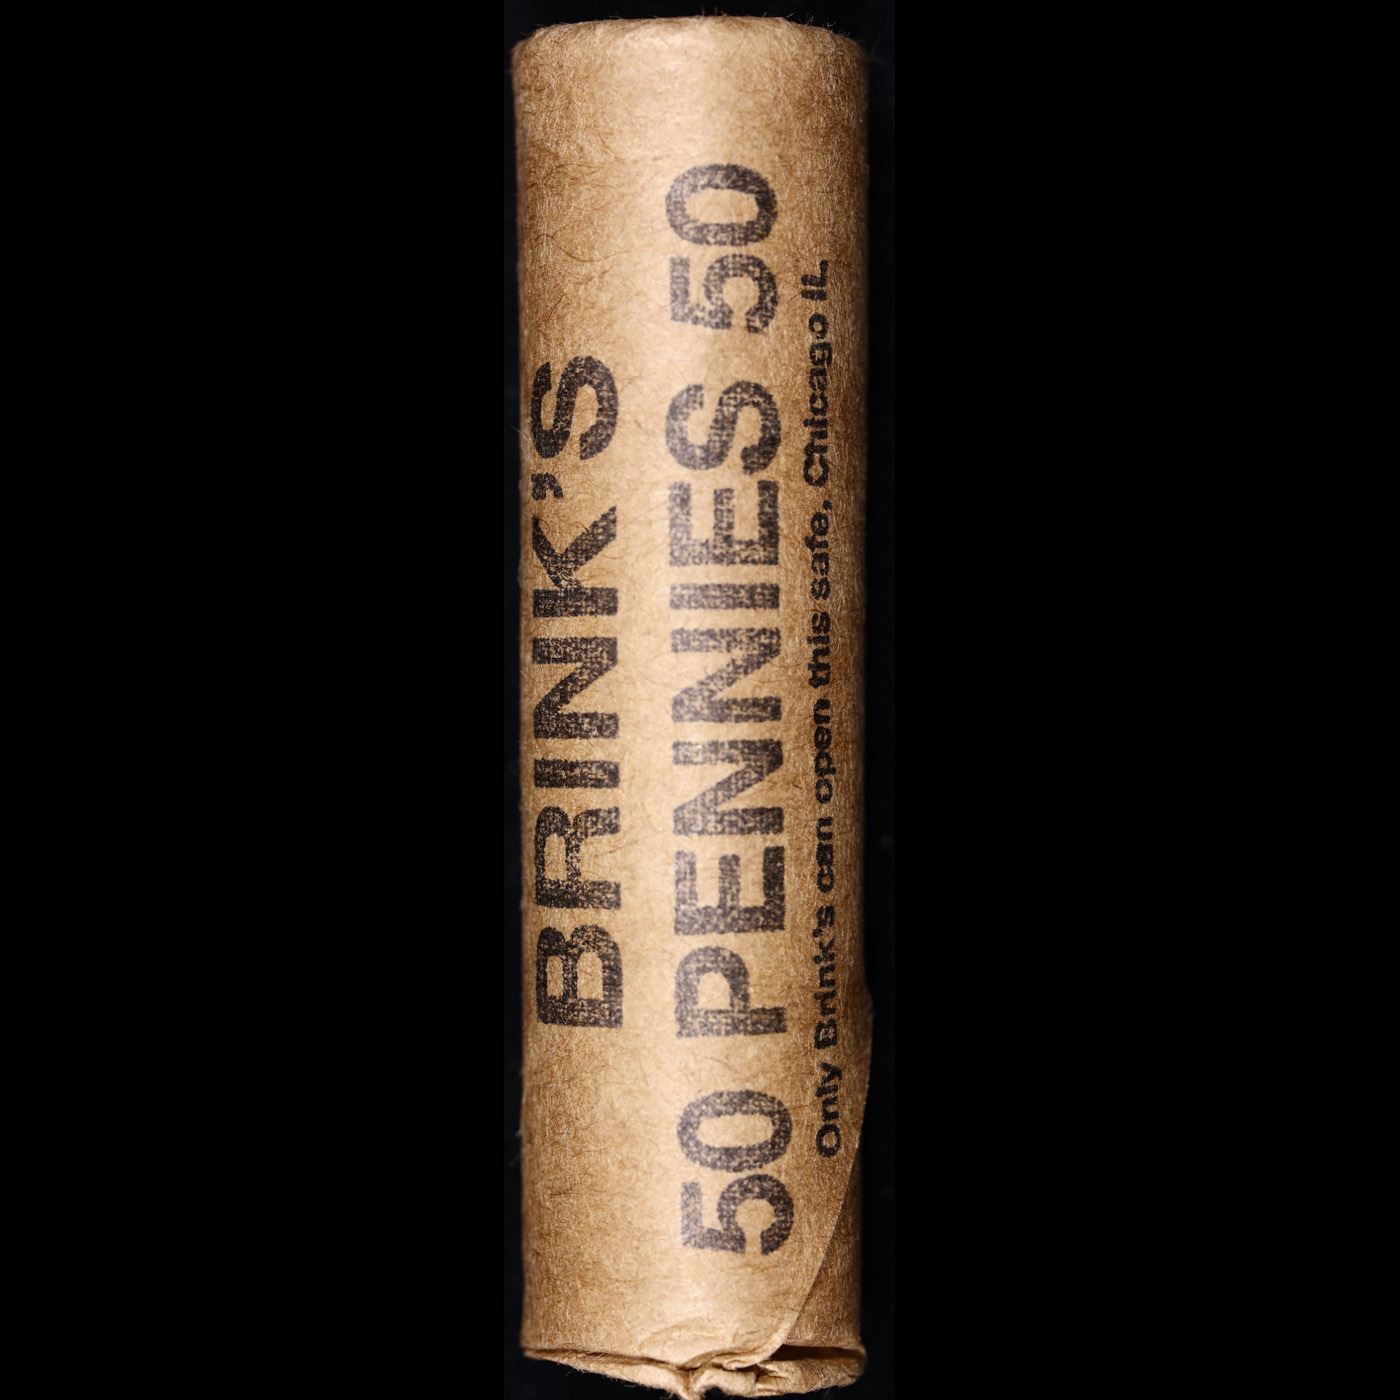 BRINK'S
50 PENNIES 50
Only Brink's can open this safe, Chicago IL